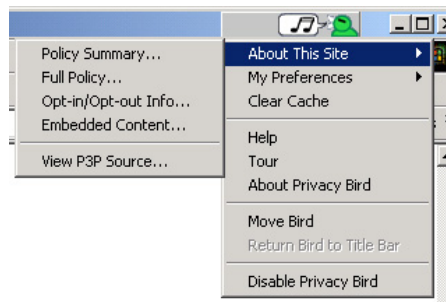 Policy Summary...
Full Policy...
Opt-in/Opt-out Info...
Embedded Content...
View P3P Source...
About This Site
My Preferences
Clear Cache
Help
Tour
About Privacy Bird
Move Bird
Return Bird to Title Bar
Disable Privacy Bird